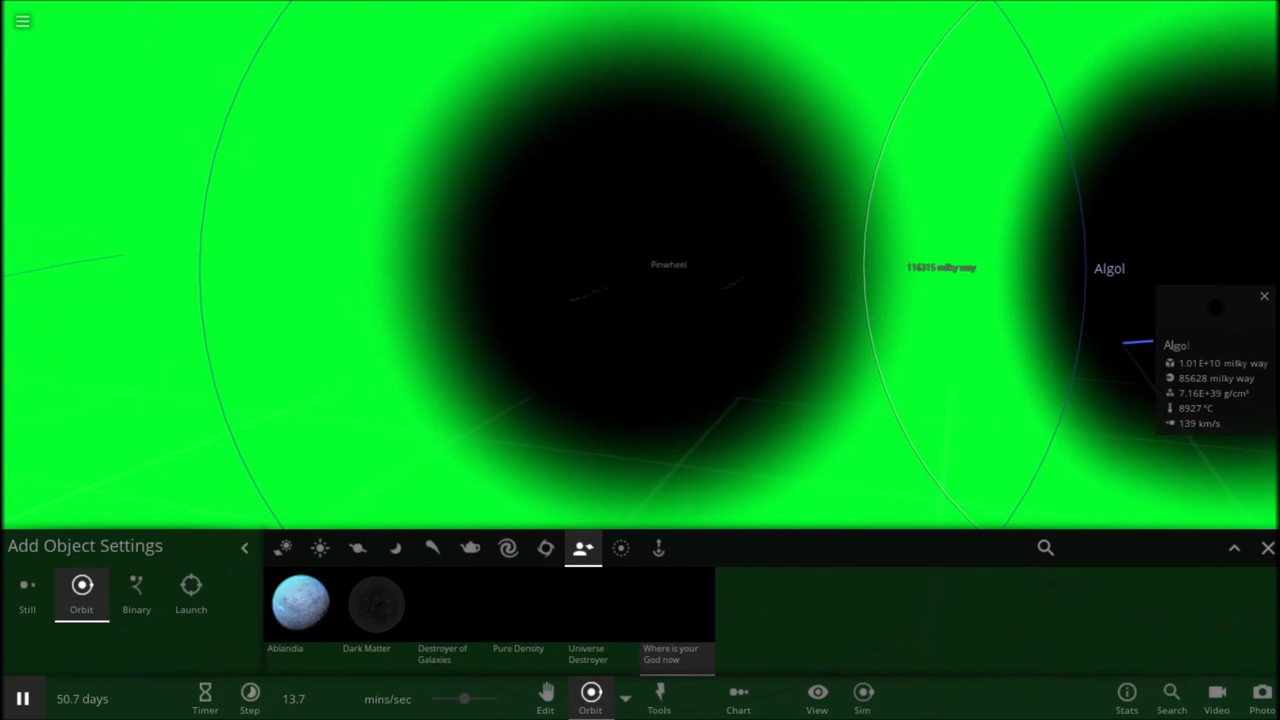 Pinwheel
116315 milky way
Algol
Algol
1.01E+10 milky way
85628 milky way
7.16E+39 g/cm³
8927 °C
139 km/s
Add Object Settings
Still
Orbit
Binary
Launch
Ablandia
Dark Matter
Destroyer of
Galaxies
Pure Density
Universe
Destroyer
Where is your
God now
50.7 days
Timer
Step
13.7
mins/sec
Edit
Orbit
Tools
Chart
View
Sim
Stats
Search
Video
Photo